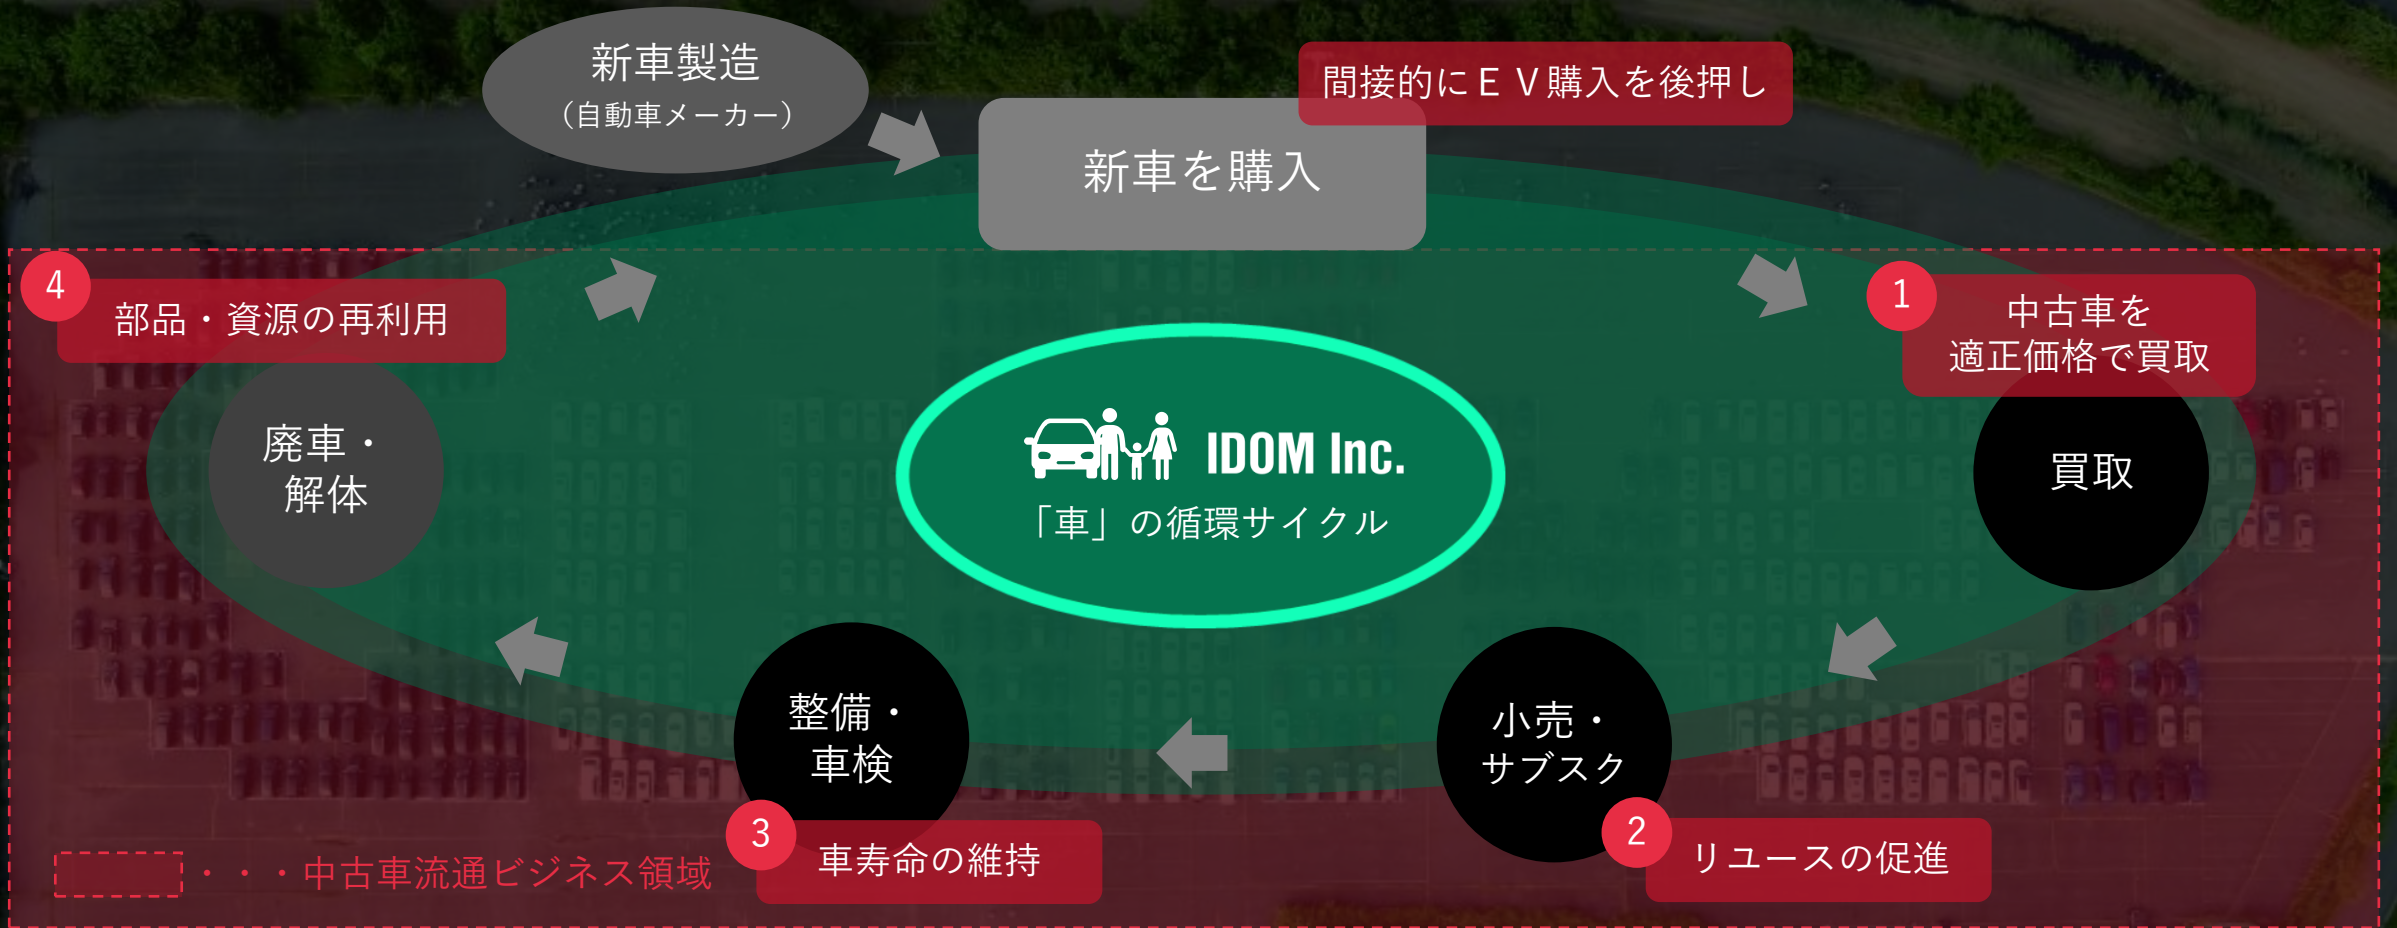 新車製造
（自動車メーカー）
間接的にＥＶ購入を後押し
新車を購入
4
部品・資源の再利用
1
中古車を
適正価格で買取
廃車・
解体
IDOM Inc.
「車」の循環サイクル
買取
整備・
車検
小売・
サブスク
3
車寿命の維持
2
リユースの促進
・・・中古車流通ビジネス領域